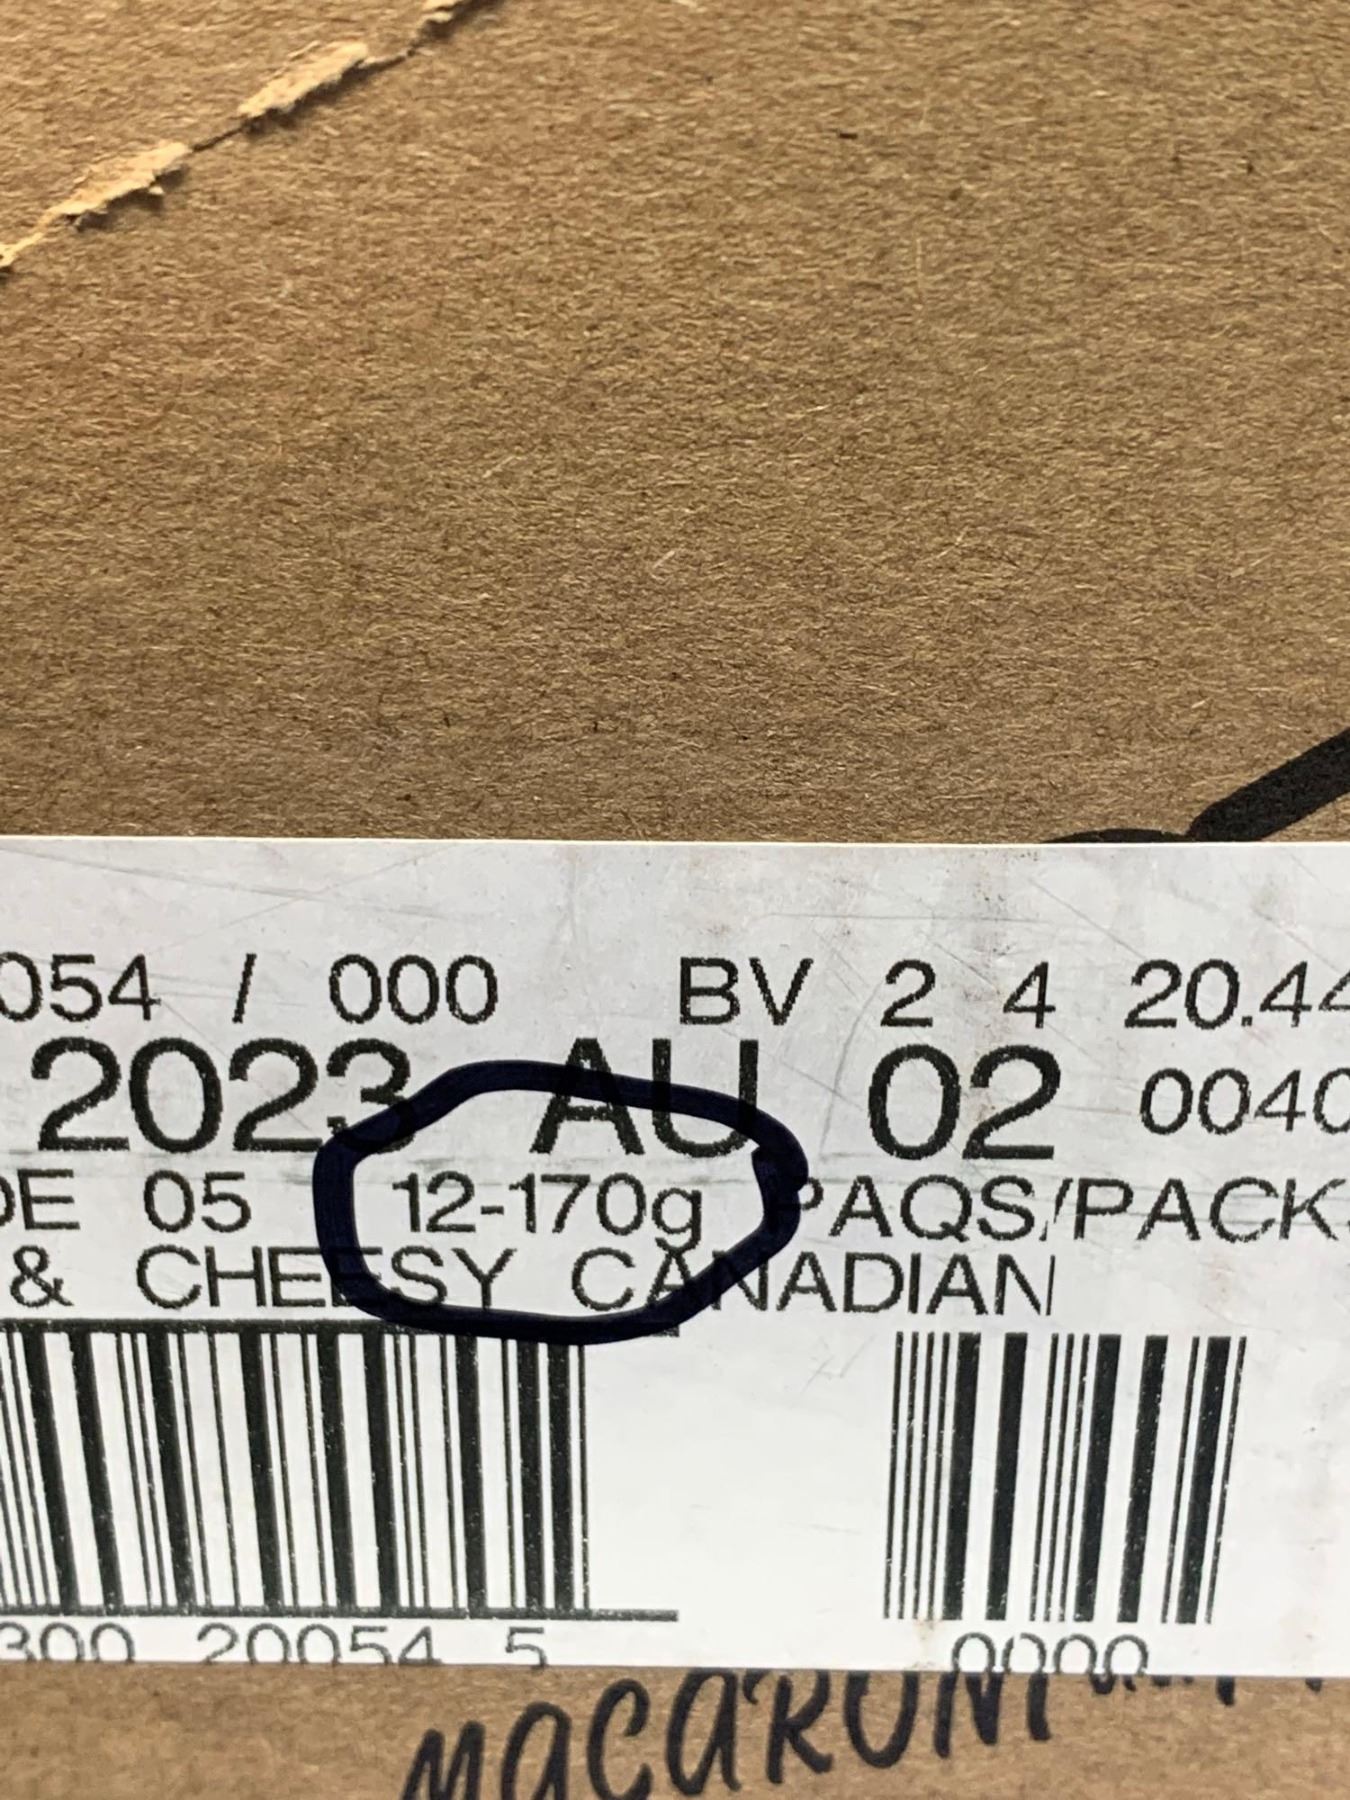 054 / 000 BV 2 4 20.44
2023 AU 02 0040
DE 05 12-170g PAQS/PACKS
& CHEESY CANADIAN
300 20054 5 0000
MACARONI